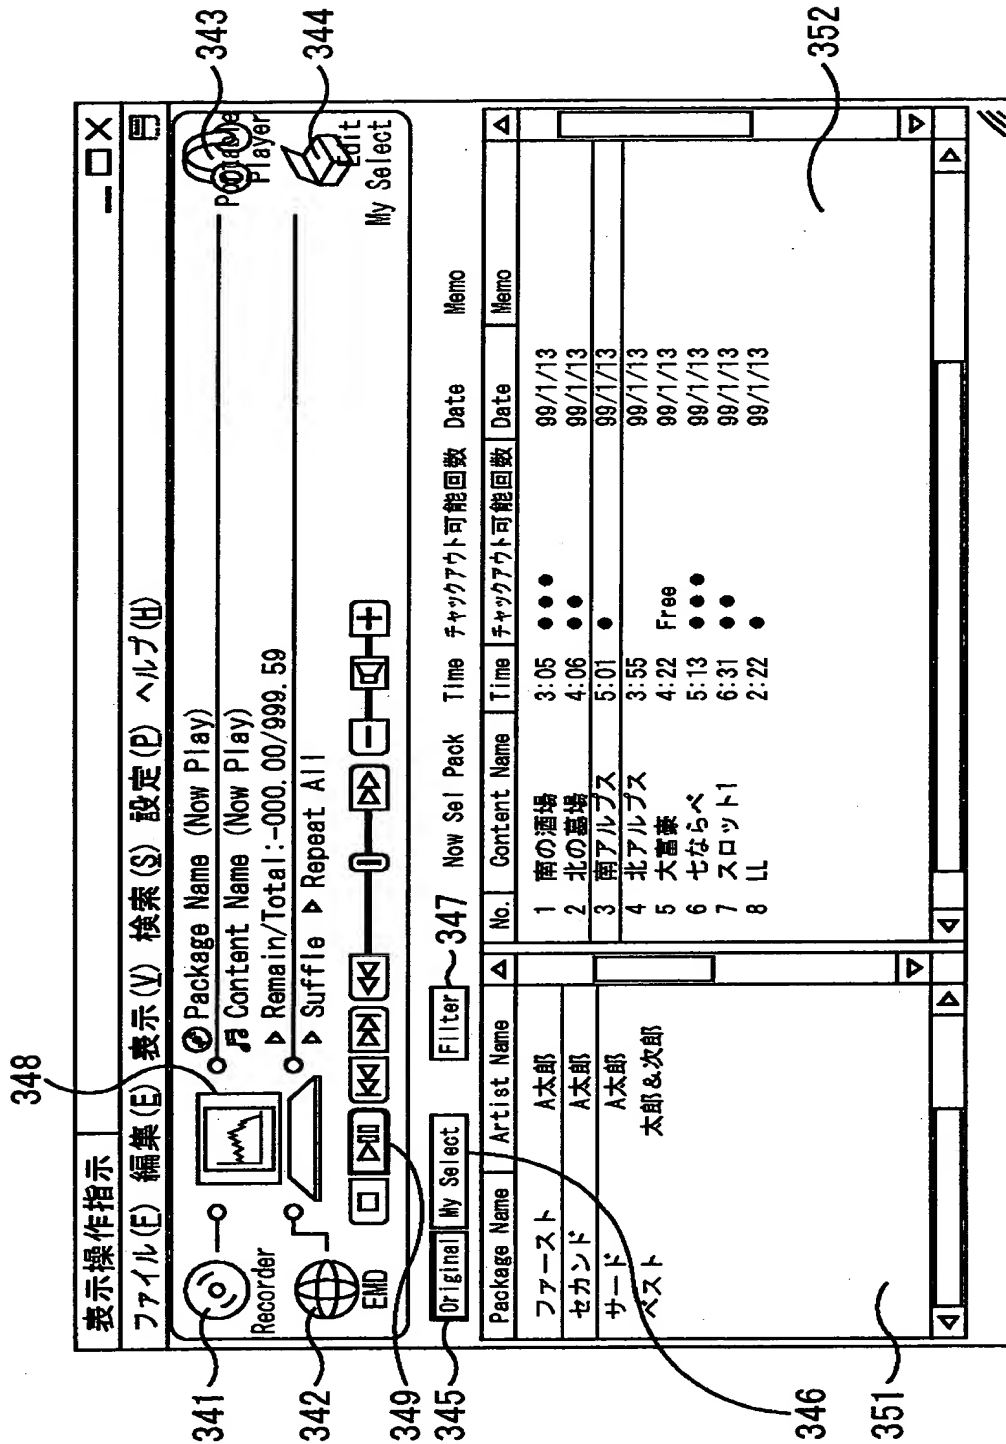 348
343
344
352
341
342
349
345
346
347
351
表示操作指示
ファイル(F) 編集(E) 表示(V) 検索(S) 設定(P) ヘルプ(H)
Package Name (Now Play)
Content Name (Now Play)
Remain/Total:-000.00/999.59
Suffle Repeat All
Recorder
EMD
Portable
Player
Edit
My Select
Original My Select Filter Now Sel Pack Time チャックアウト可能回数 Date Memo
Package Name Artist Name
ファースト A太郎
セカンド A太郎
サード A太郎
ベスト 太郎&次郎
No. Content Name Time チャックアウト可能回数 Date Memo
1 南の酒場 3:05 ●●● 99/1/13
2 北の墓場 4:06 ●● 99/1/13
3 南アルプス 5:01 ● 99/1/13
4 北アルプス 3:55 99/1/13
5 大富豪 4:22 Free 99/1/13
6 七ならべ 5:13 ●●● 99/1/13
7 スロット1 6:31 ●● 99/1/13
8 LL 2:22 ● 99/1/13